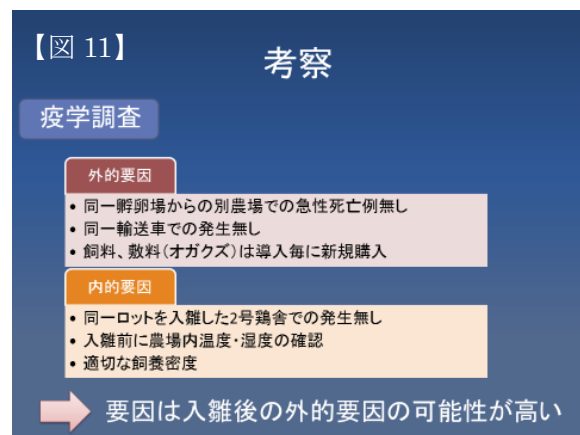 【図 11】
考察
疫学調査
外的要因
• 同一孵卵場からの別農場での急性死亡例無し
• 同一輸送車での発生無し
• 飼料、敷料(オガクズ)は導入毎に新規購入
内的要因
• 同一ロットを入雛した2号鶏舎での発生無し
• 入雛前に農場内温度・湿度の確認
• 適切な飼養密度
要因は入雛後の外的要因の可能性が高い